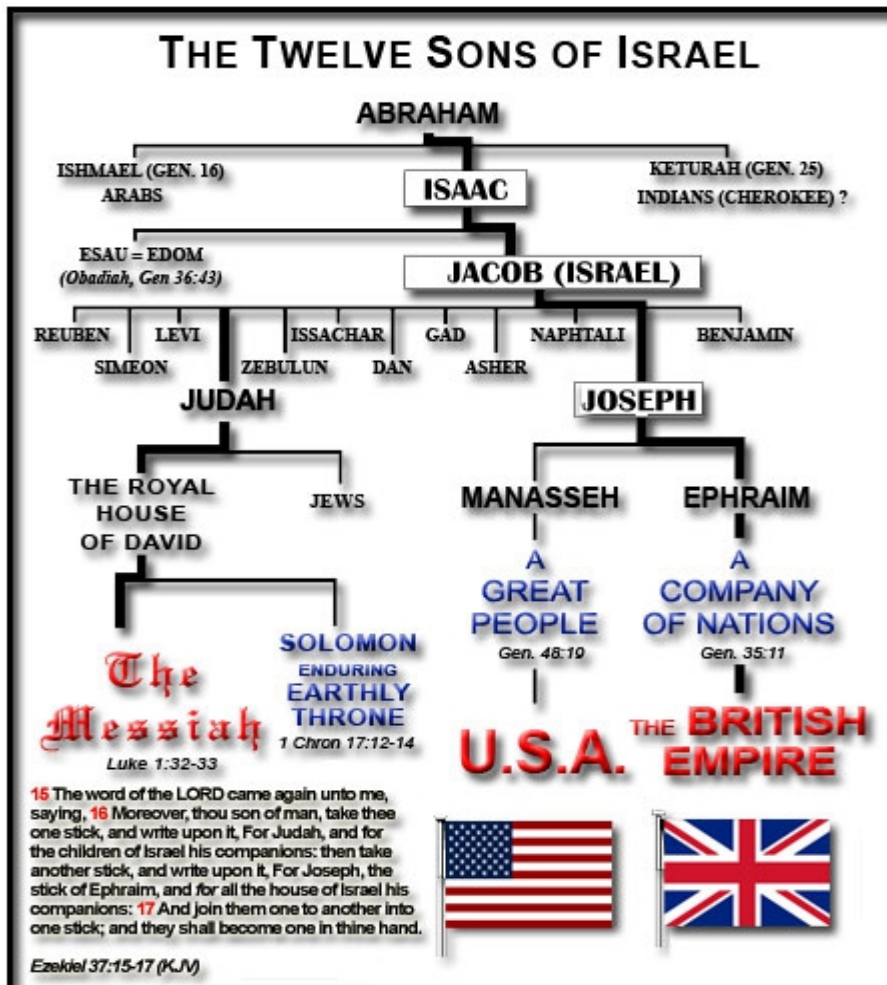 THE TWELVE SONS OF ISRAEL
ABRAHAM
ISHMAEL (GEN. 16)
ARABS
ISAAC
KETURAH (GEN. 25)
INDIANS (CHEROKEE) ?
ESAU = EDOM
(Obadiah, Gen 36:43)
JACOB (ISRAEL)
REUBEN
SIMEON
LEVI
JUDAH
ZEBULUN
ISSACHAR
DAN
GAD
ASHER
NAPHTALI
JOSEPH
BENJAMIN
THE ROYAL
HOUSE
OF DAVID
JEWS
MANASSEH
EPHRAIM
The
Messiah
Luke 1:32-33
SOLOMON
ENDURING
EARTHLY
THRONE
1 Chron 17:12-14
A
GREAT
PEOPLE
Gen. 48:19
U.S.A.
A
COMPANY
OF NATIONS
Gen. 35:11
THE BRITISH
EMPIRE
15 The word of the LORD came again unto me,
saying, 16 Moreover, thou son of man, take thee
one stick, and write upon it, For Judah, and for
the children of Israel his companions: then take
another stick, and write upon it, For Joseph, the
stick of Ephraim, and for all the house of Israel his
companions: 17 And join them one to another into
one stick; and they shall become one in thine hand.
Ezekiel 37:15-17 (KJV)